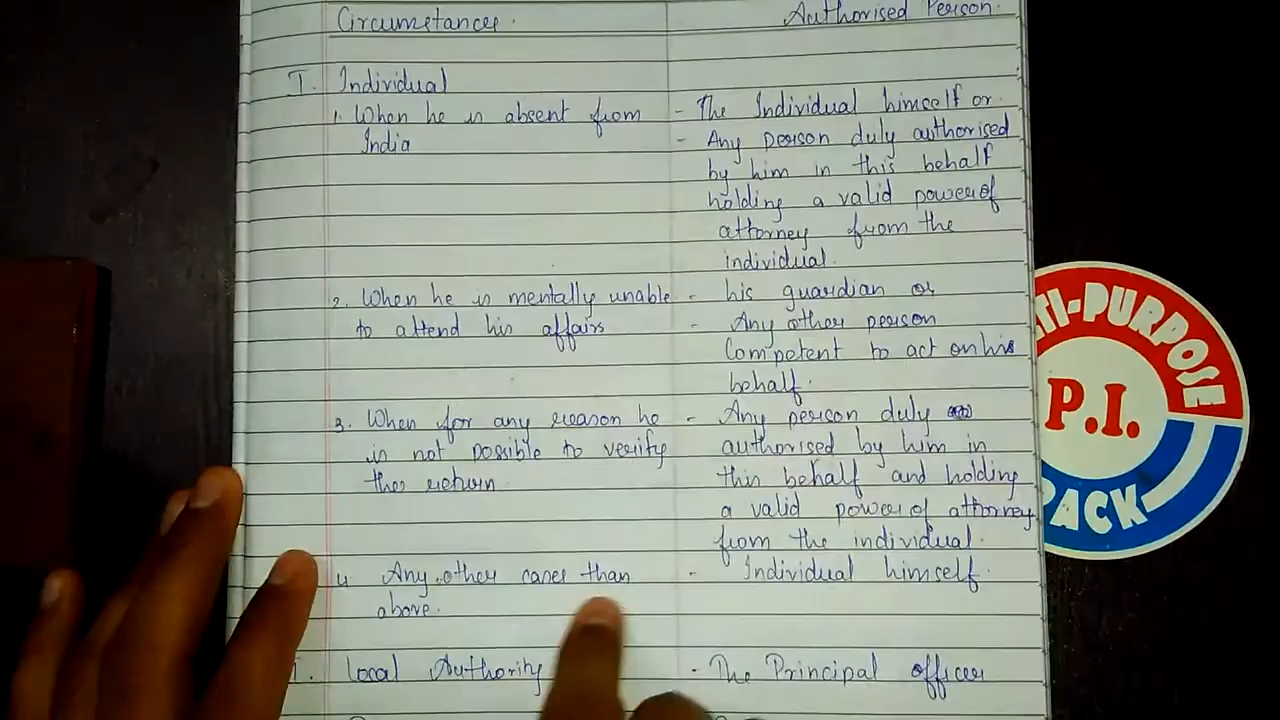 Circumstances.
Authorised Person.
I. Individual
1. When he is absent from
India
- The Individual himself or
- Any person duly authorised
by him in this behalf
holding a valid power of
attorney from the
individual.
2. When he is mentally unable
to attend his affairs
- his guardian or
- Any other person
Competent to act on his
behalf.
3. When for any reason he
is not possible to verify
the return
- Any person duly
authorised by him in
this behalf and holding
a valid power of attorney
from the individual.
4 Any other cases than
above.
- Individual himself.
Local Authority
- The Principal officer
TI-PURPOSE
P.I.
PACK